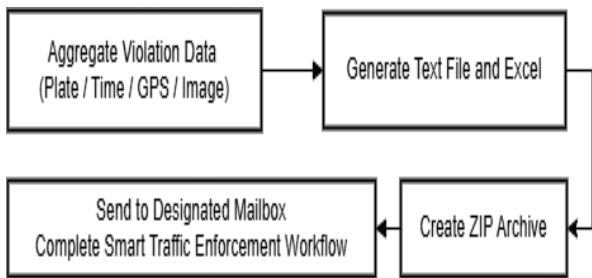 Aggregate Violation Data
(Plate / Time / GPS / Image)
Generate Text File and Excel
Create ZIP Archive
Send to Designated Mailbox
Complete Smart Traffic Enforcement Workflow